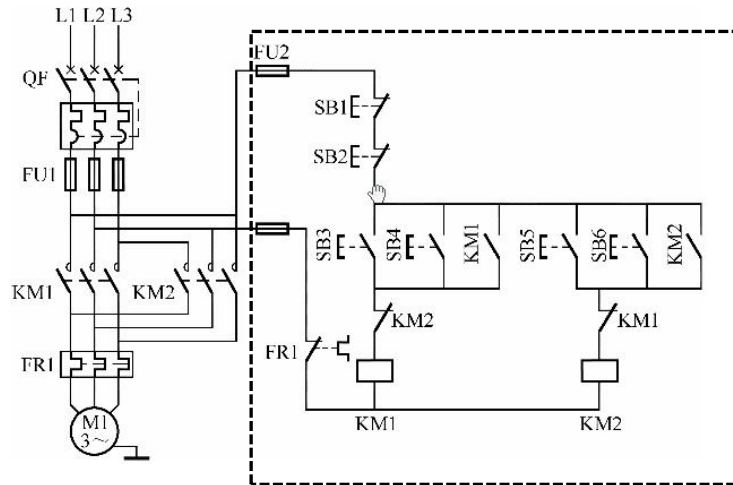 L1 L2 L3
FU2
QF
SB1
SB2
FU1
SB3
SB4
KM1
SB5
SB6
KM2
KM1
KM2
KM2
KM1
FR1
FR1
M1
3~
KM1
KM2